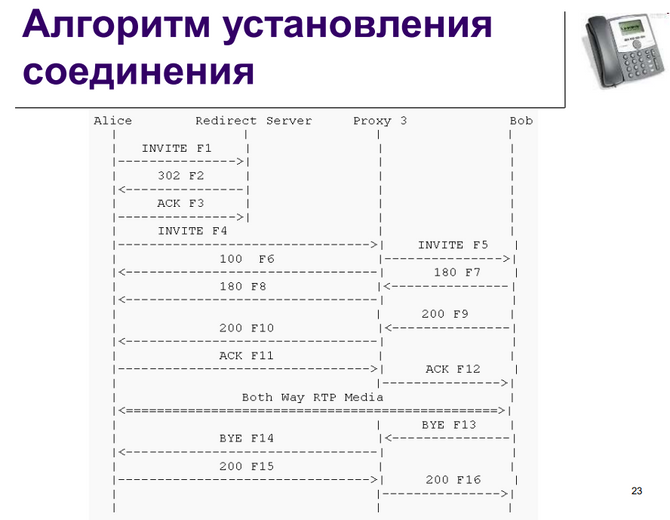 Алгоритм установления
соединения
Alice Redirect Server Proxy 3 Bob
INVITE F1
302 F2
ACK F3
INVITE F4
INVITE F5
100 F6
180 F7
180 F8
200 F9
200 F10
ACK F11
ACK F12
Both Way RTP Media
BYE F13
BYE F14
200 F15
200 F16
23